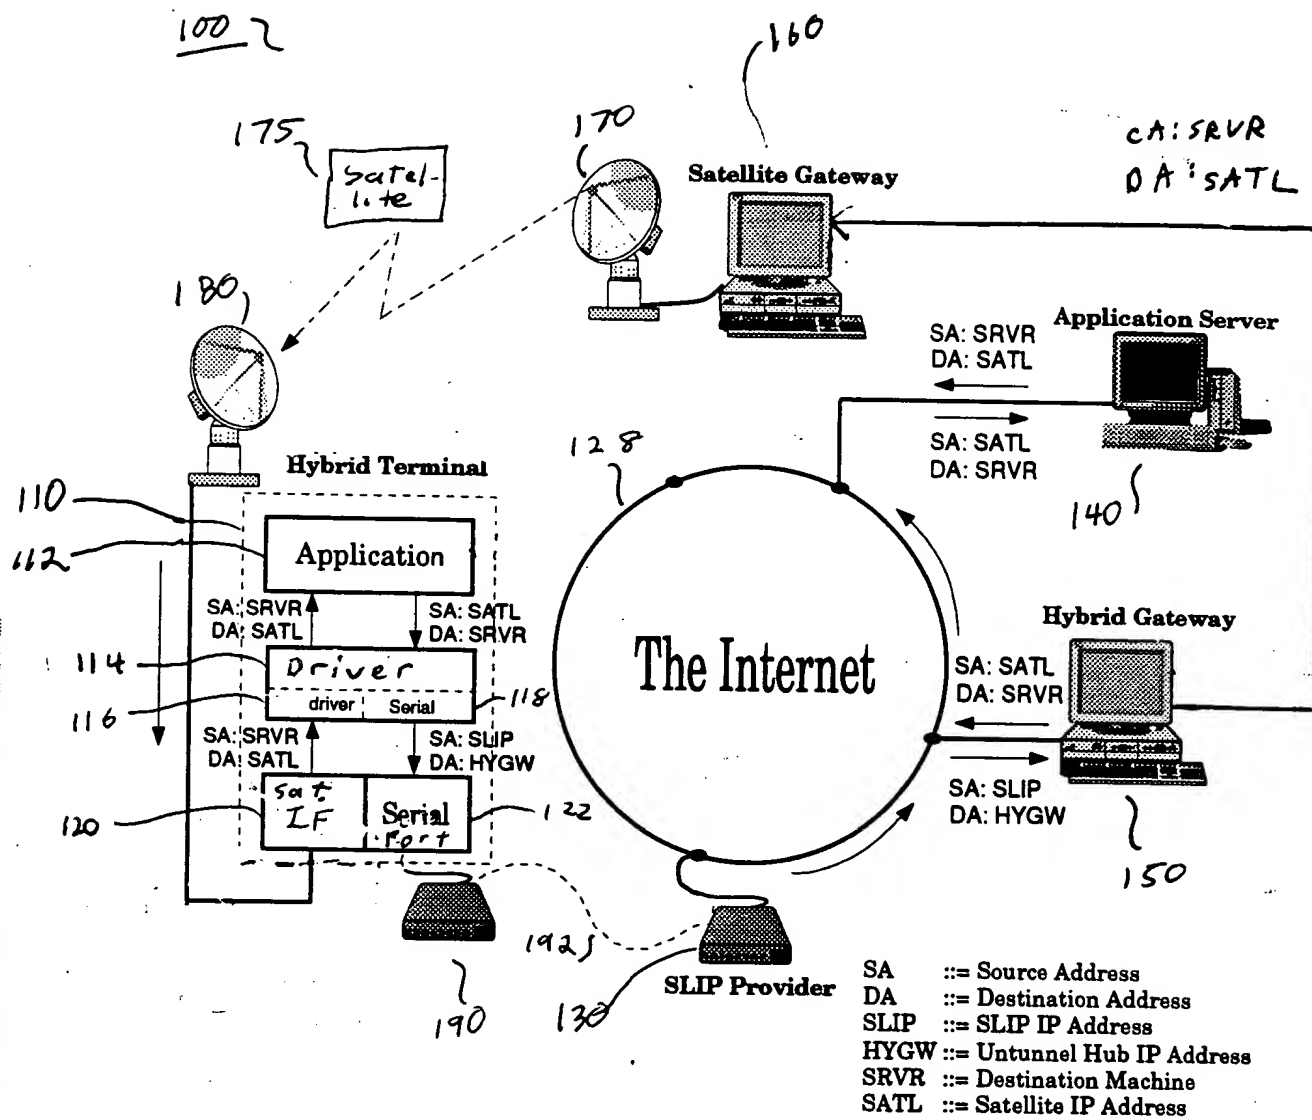 100
160
175
170
cA: SRVR
DA: SATL
Satel-
lite
Satellite Gateway
180
Application Server
SA: SRVR
DA: SATL
SA: SATL
DA: SRVR
128
140
Hybrid Terminal
110
112
Application
SA: SRVR
DA: SATL
SA: SATL
DA: SRVR
114
Driver
116
driver
Serial
118
SA: SRVR
DA: SATL
SA: SLIP
DA: HYGW
120
Sat.
IF
Serial
Port
122
The Internet
Hybrid Gateway
SA: SATL
DA: SRVR
SA: SLIP
DA: HYGW
150
190
192
130
SLIP Provider
SA ::= Source Address
DA ::= Destination Address
SLIP ::= SLIP IP Address
HYGW ::= Untunnel Hub IP Address
SRVR ::= Destination Machine
SATL ::= Satellite IP Address